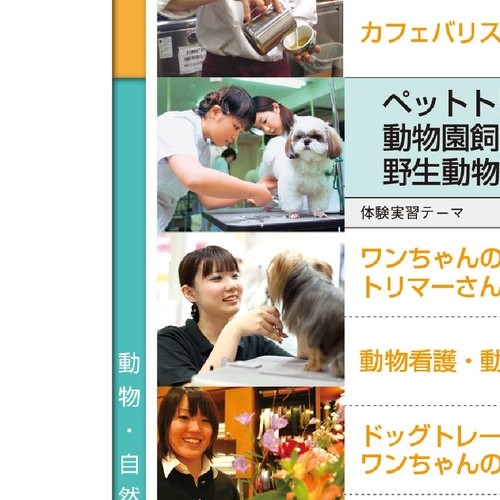 カフェバリス
ペットト
動物園飼
野生動物
体験実習テーマ
ワンちゃんの
トリマーさん
動物看護・動
ドッグトレー
ワンちゃんの
動物・自然